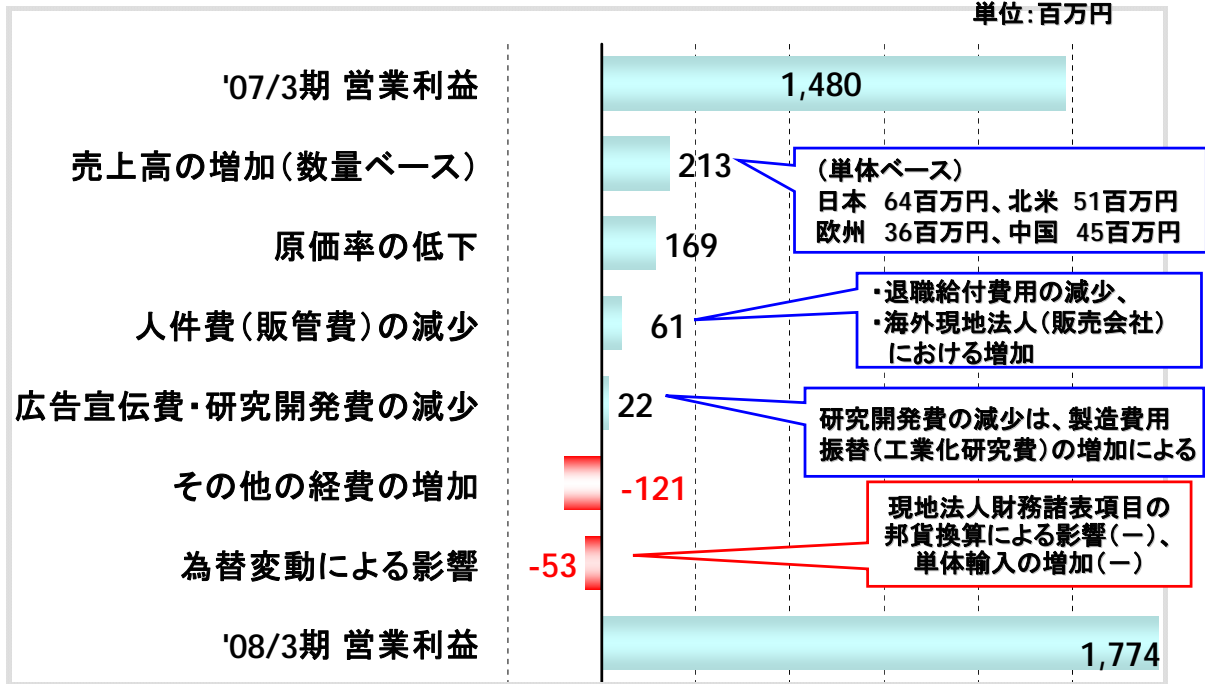 単位：百万円
'07/3期 営業利益
1,480
売上高の増加（数量ベース）
213
（単体ベース）
日本 64百万円、北米 51百万円
欧州 36百万円、中国 45百万円
原価率の低下
169
人件費（販管費）の減少
61
・退職給付費用の減少、
・海外現地法人（販売会社）
における増加
広告宣伝費・研究開発費の減少
22
研究開発費の減少は、製造費用
振替（工業化研究費）の増加による
その他の経費の増加
-121
為替変動による影響
-53
現地法人財務諸表項目の
邦貨換算による影響（－）、
単体輸入の増加（－）
'08/3期 営業利益
1,774